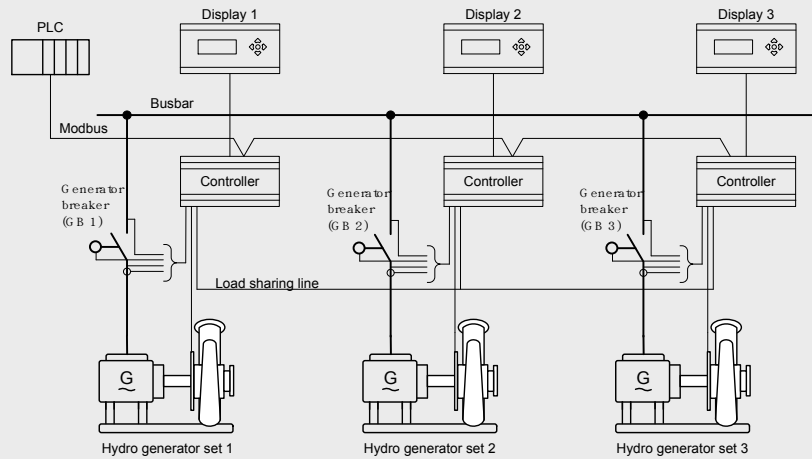 Display 1
Display 2
Display 3
PLC
Busbar
Modbus
Controller
Controller
Controller
Generator
breaker
(GB 1)
Generator
breaker
(GB 2)
Generator
breaker
(GB 3)
Load sharing line
G
G
G
Hydro generator set 1
Hydro generator set 2
Hydro generator set 3